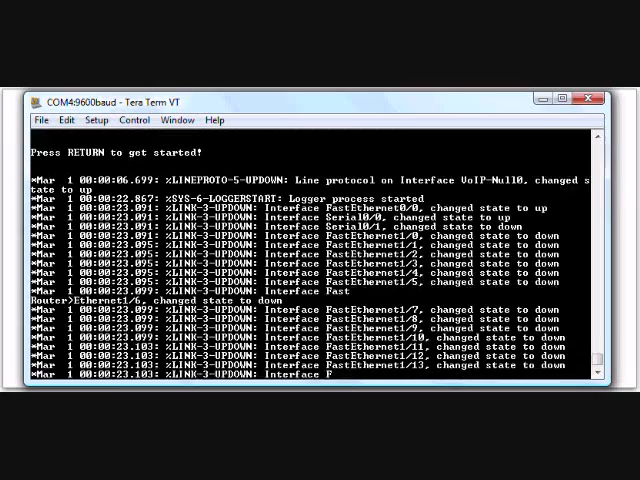 COM4:9600baud - Tera Term VT
File Edit Setup Control Window Help
Press RETURN to get started!
*Mar 1 00:00:06.699: %LINEPROTO-5-UPDOWN: Line protocol on Interface VoIP-Null0, changed s
tate to up
*Mar 1 00:00:22.867: %SYS-6-LOGGERSTART: Logger process started
*Mar 1 00:00:23.091: %LINK-3-UPDOWN: Interface FastEthernet0/0, changed state to up
*Mar 1 00:00:23.091: %LINK-3-UPDOWN: Interface Serial0/0, changed state to up
*Mar 1 00:00:23.091: %LINK-3-UPDOWN: Interface Serial0/1, changed state to down
*Mar 1 00:00:23.091: %LINK-3-UPDOWN: Interface FastEthernet1/0, changed state to down
*Mar 1 00:00:23.095: %LINK-3-UPDOWN: Interface FastEthernet1/1, changed state to down
*Mar 1 00:00:23.095: %LINK-3-UPDOWN: Interface FastEthernet1/2, changed state to down
*Mar 1 00:00:23.095: %LINK-3-UPDOWN: Interface FastEthernet1/3, changed state to down
*Mar 1 00:00:23.095: %LINK-3-UPDOWN: Interface FastEthernet1/4, changed state to down
*Mar 1 00:00:23.095: %LINK-3-UPDOWN: Interface FastEthernet1/5, changed state to down
*Mar 1 00:00:23.099: %LINK-3-UPDOWN: Interface Fast
Router>Ethernet1/6, changed state to down
*Mar 1 00:00:23.099: %LINK-3-UPDOWN: Interface FastEthernet1/7, changed state to down
*Mar 1 00:00:23.099: %LINK-3-UPDOWN: Interface FastEthernet1/8, changed state to down
*Mar 1 00:00:23.099: %LINK-3-UPDOWN: Interface FastEthernet1/9, changed state to down
*Mar 1 00:00:23.099: %LINK-3-UPDOWN: Interface FastEthernet1/10, changed state to down
*Mar 1 00:00:23.103: %LINK-3-UPDOWN: Interface FastEthernet1/11, changed state to down
*Mar 1 00:00:23.103: %LINK-3-UPDOWN: Interface FastEthernet1/12, changed state to down
*Mar 1 00:00:23.103: %LINK-3-UPDOWN: Interface FastEthernet1/13, changed state to down
*Mar 1 00:00:23.103: %LINK-3-UPDOWN: Interface F